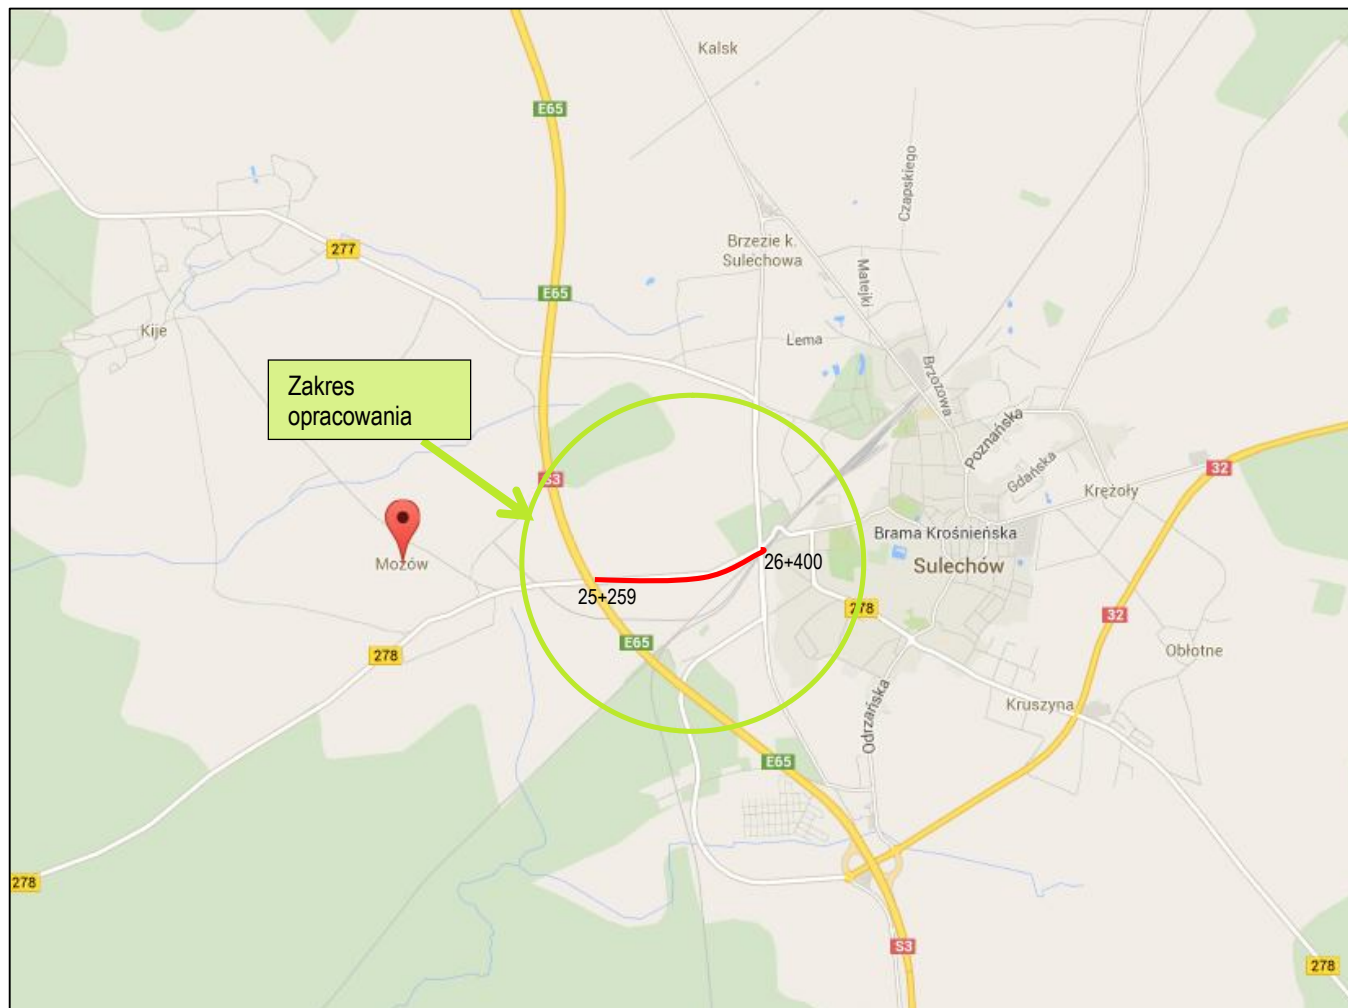 Kalsk
E65
Czapskiego
277
Brzezie k.
Sulechowa
Matejki
E65
Kije
Lema
Brzozowa
Zakres
opracowania
Poznańska
Gdańska
32
S3
Krężoły
Brama Krośnieńska
Mozów
26+400
Sulechów
25+259
278
32
E65
278
Obłotne
Odrzańska
Kruszyna
E65
278
S3
278